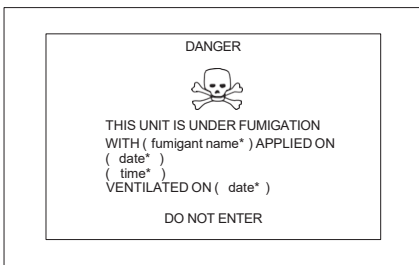 DANGER
THIS UNIT IS UNDER FUMIGATION
WITH ( fumigant name* ) APPLIED ON
( date* )
( time* )
VENTILATED ON ( date* )
DO NOT ENTER